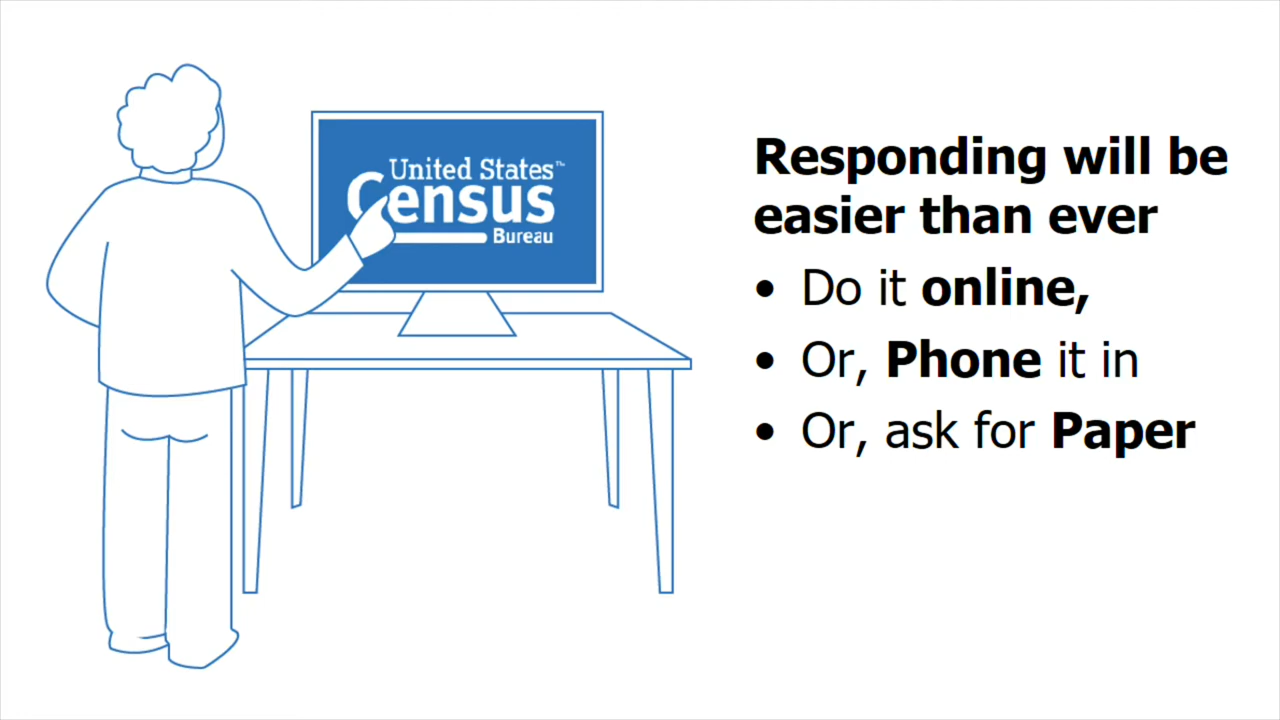 United States™
Census
Bureau
Responding will be
easier than ever
• Do it online,
• Or, Phone it in
• Or, ask for Paper